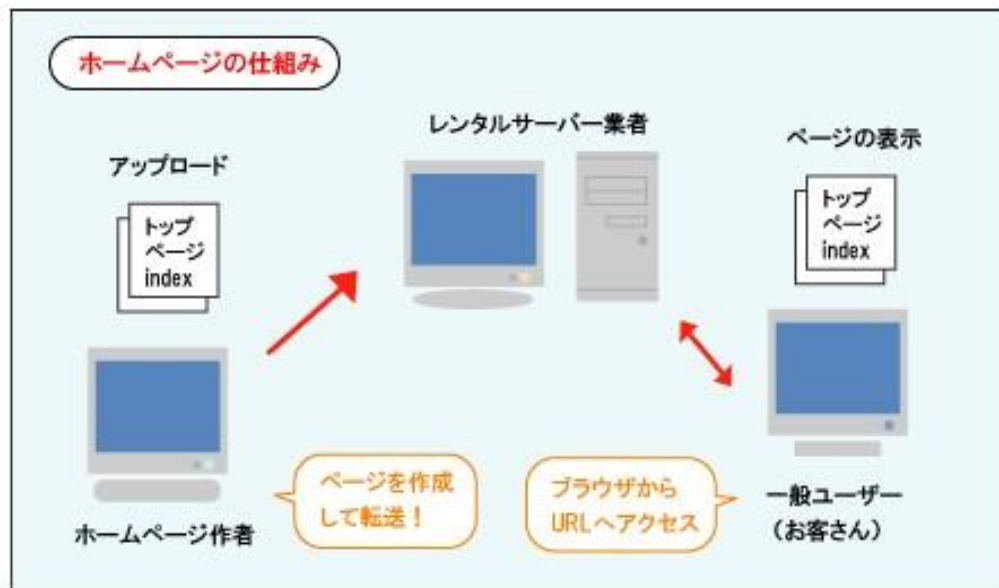 ホームページの仕組み
レンタルサーバー業者
ページの表示
アップロード
トップ
ページ
index
トップ
ページ
index
ページを作成
して転送！
ブラウザから
URLへアクセス
ホームページ作者
一般ユーザー
（お客さん）